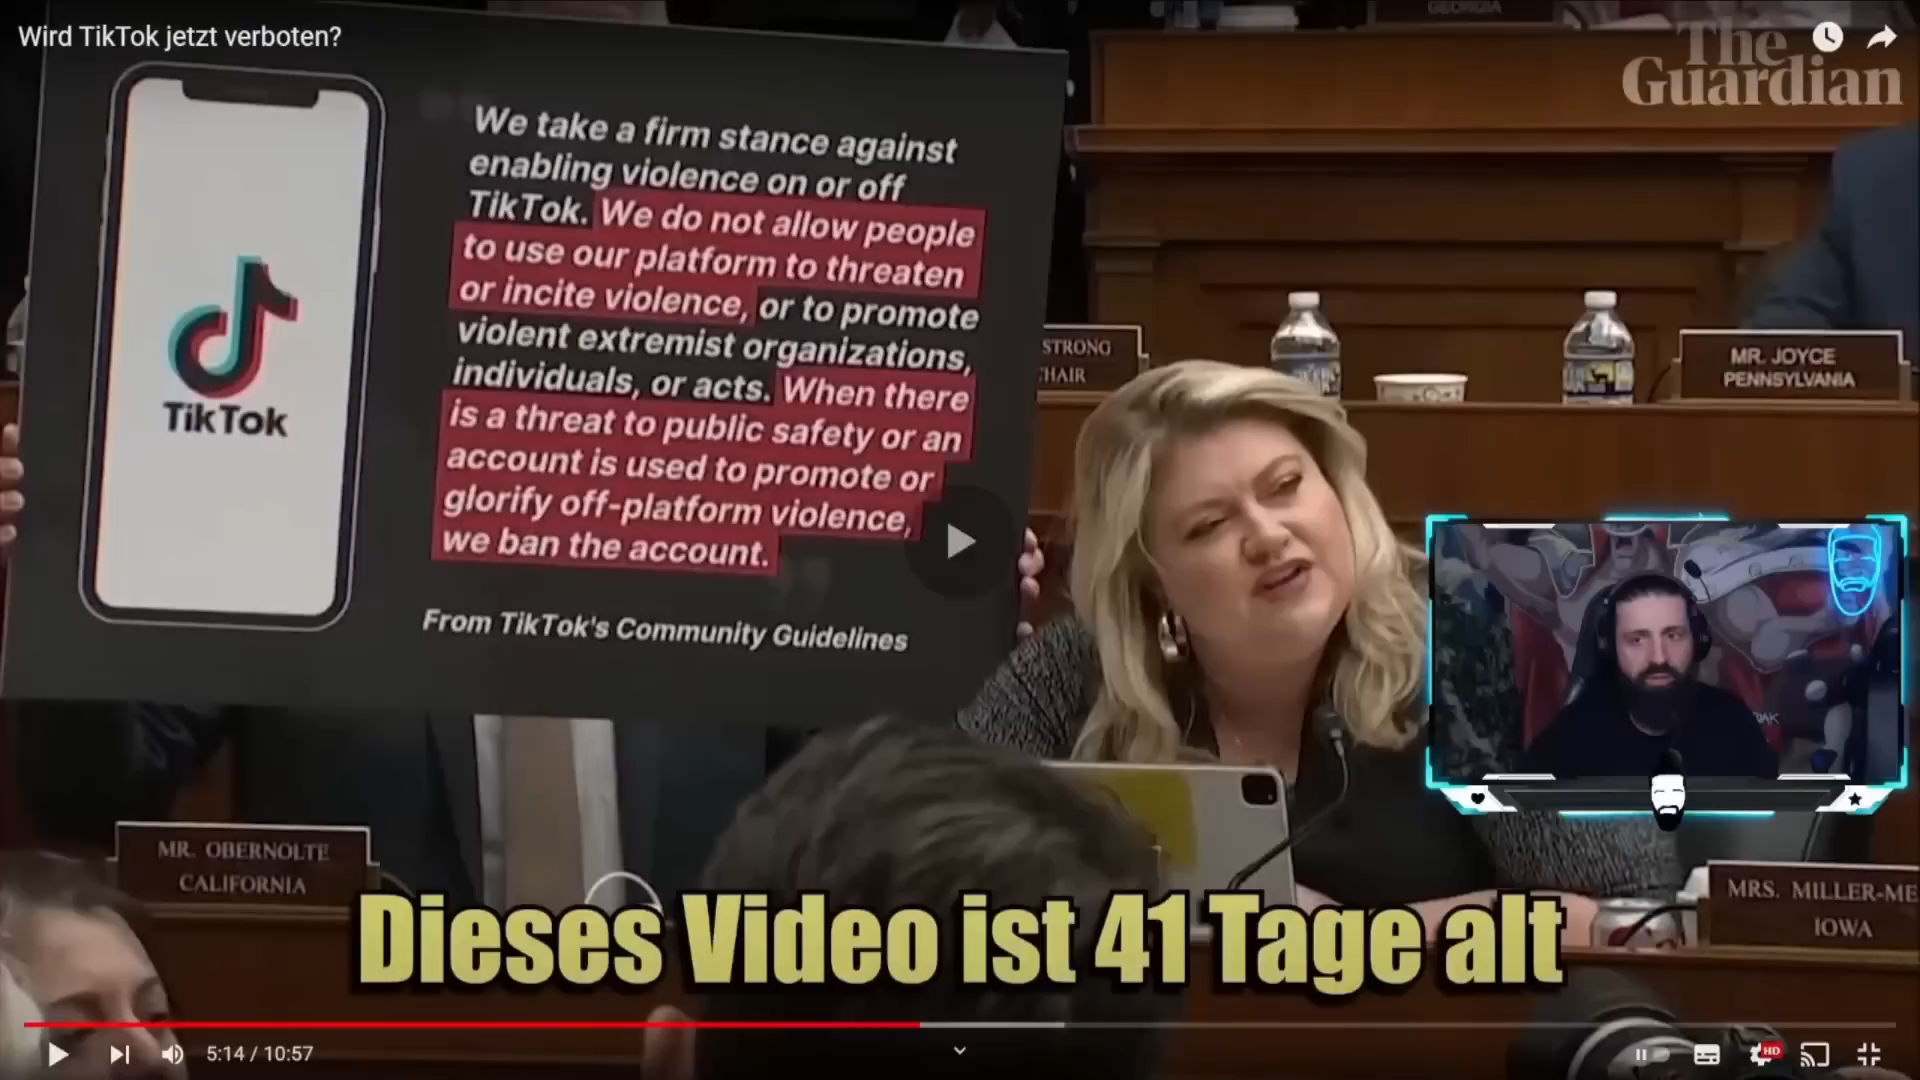 Wird TikTok jetzt verboten?
The
Guardian
GEORGIA
We take a firm stance against
enabling violence on or off
TikTok. We do not allow people
to use our platform to threaten
or incite violence, or to promote
violent extremist organizations,
individuals, or acts. When there
is a threat to public safety or an
account is used to promote or
glorify off-platform violence,
we ban the account.
From TikTok's Community Guidelines
TikTok
STRONG
CHAIR
MR. JOYCE
PENNSYLVANIA
MR. OBERNOLTE
CALIFORNIA
MRS. MILLER-ME
IOWA
Dieses Video ist 41 Tage alt
5:14 / 10:57
HD